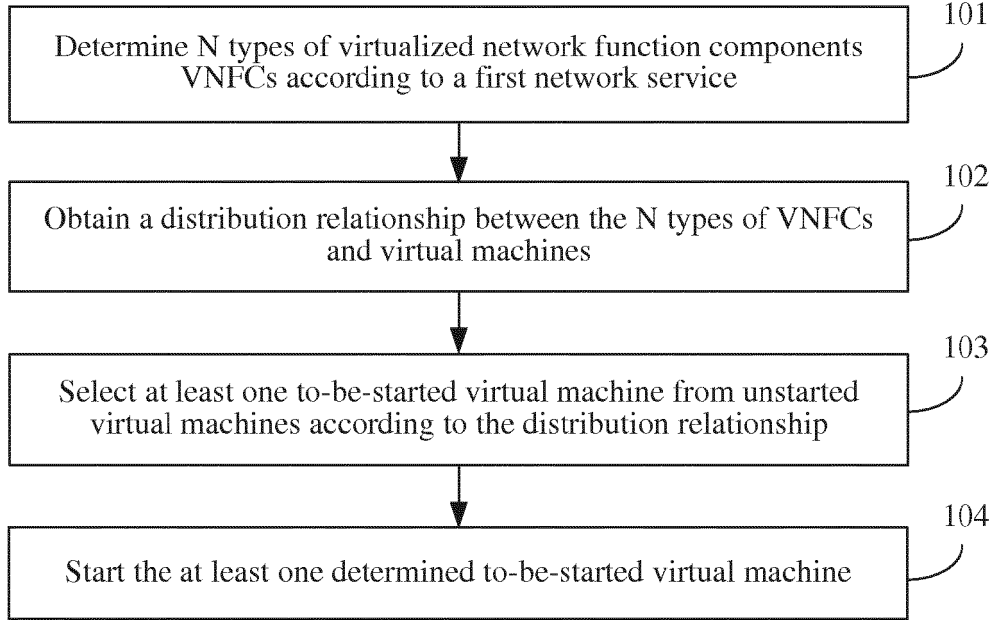 101
Determine N types of virtualized network function components
VNFCs according to a first network service
102
Obtain a distribution relationship between the N types of VNFCs
and virtual machines
103
Select at least one to-be-started virtual machine from unstarted
virtual machines according to the distribution relationship
104
Start the at least one determined to-be-started virtual machine